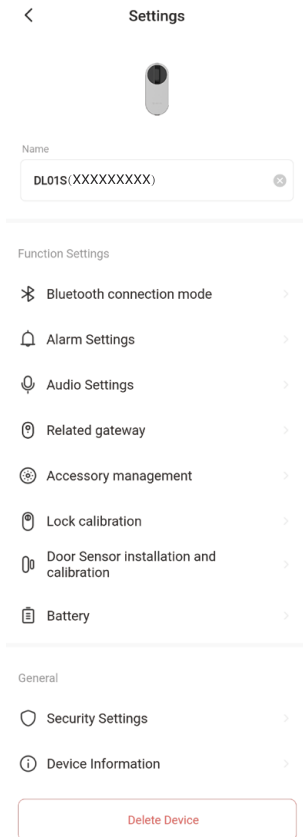 Settings
Name
DL01S(XXXXXXXXX)
Function Settings
Bluetooth connection mode
Alarm Settings
Audio Settings
Related gateway
Accessory management
Lock calibration
Door Sensor installation and
calibration
Battery
General
Security Settings
Device Information
Delete Device